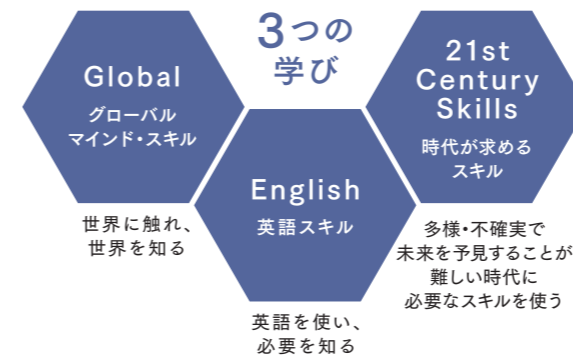 3つの
学び
Global
グローバル
マインド・スキル
世界に触れ、
世界を知る
English
英語スキル
英語を使い、
必要を知る
21st
Century
Skills
時代が求める
スキル
多様・不確実で
未来を予見することが
難しい時代に
必要なスキルを使う